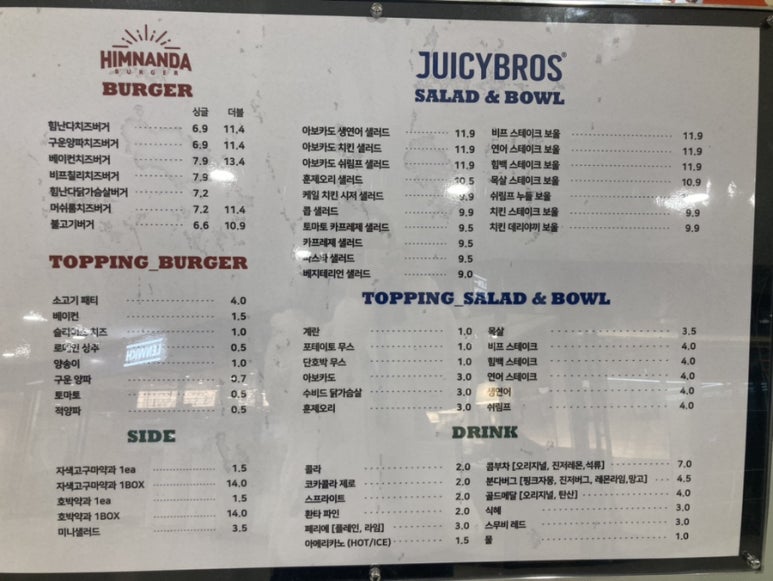 HIMNANDA
BURGER
BURGER
싱글 더블
힘난다치즈버거 6.9 11.4
구운양파치즈버거 6.9 11.4
베이컨치즈버거 7.9 13.4
비프칠리치즈버거 7.9
힘난다닭가슴살버거 7.2
머쉬룸치즈버거 7.2 11.4
불고기버거 6.6 10.9
TOPPING_BURGER
소고기 패티 4.0
베이컨 1.5
슬라이스 치즈 1.0
로메인 상추 0.5
양송이 1.0
구운 양파 0.7
토마토 0.5
적양파 0.5
SIDE
자색고구마약과 1ea 1.5
자색고구마약과 1BOX 14.0
호박약과 1ea 1.5
호박약과 1BOX 14.0
미니샐러드 3.5
JUICYBROS®
SALAD & BOWL
아보카도 생연어 샐러드 11.9
아보카도 치킨 샐러드 11.9
아보카도 쉬림프 샐러드 11.9
훈제오리 샐러드 10.5
케일 치킨 시저 샐러드 9.9
콥 샐러드 9.9
토마토 카프레제 샐러드 9.5
카프레제 샐러드 9.5
파스타 샐러드 9.5
베지테리언 샐러드 9.0
비프 스테이크 보울 11.9
연어 스테이크 보울 11.9
힘백 스테이크 보울 11.9
목살 스테이크 보울 10.9
쉬림프 누들 보울
치킨 스테이크 보울 9.9
치킨 데리야끼 보울 9.9
TOPPING_SALAD & BOWL
계란 1.0
포테이토 무스 1.0
단호박 무스 1.0
아보카도 3.0
수비드 닭가슴살 3.0
훈제오리 3.0
목살 3.5
비프 스테이크 4.0
힘백 스테이크 4.0
연어 스테이크 4.0
생연어 4.0
쉬림프 4.0
DRINK
콜라 2.0
코카콜라 제로 2.0
스프라이트 2.0
환타 파인 2.0
페리에 [플레인, 라임] 3.0
아메리카노 (HOT/ICE) 1.5
콤부차 [오리지널, 진저레몬,석류] 7.0
분다버그 [핑크자몽, 진저버그, 레몬라임,망고] 4.5
골드메달 [오리지널, 탄산] 4.0
식혜 3.0
스무비 레드 3.0
물 1.0